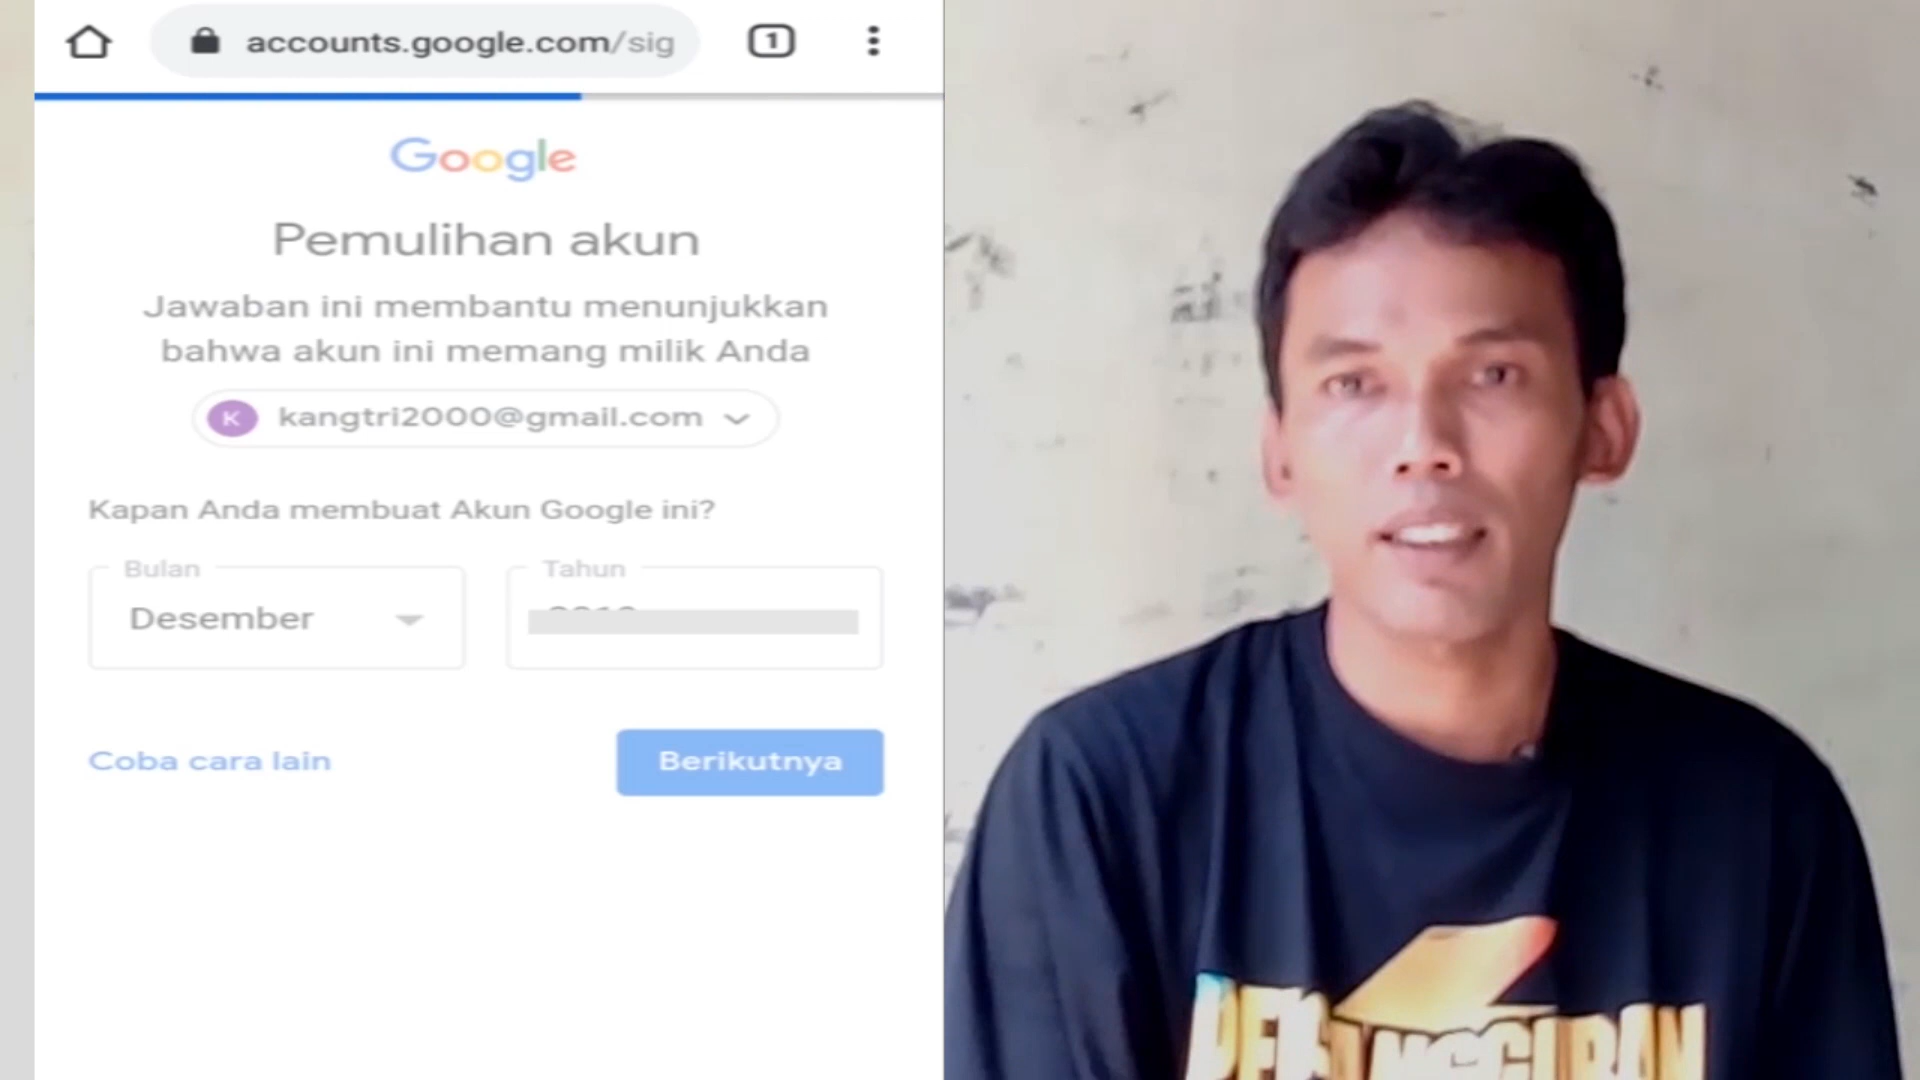 accounts.google.com/sig
1
Google
Pemulihan akun
Jawaban ini membantu menunjukkan
bahwa akun ini memang milik Anda
K kangtri2000@gmail.com
Kapan Anda membuat Akun Google ini?
Bulan
Tahun
Desember
Coba cara lain
Berikutnya